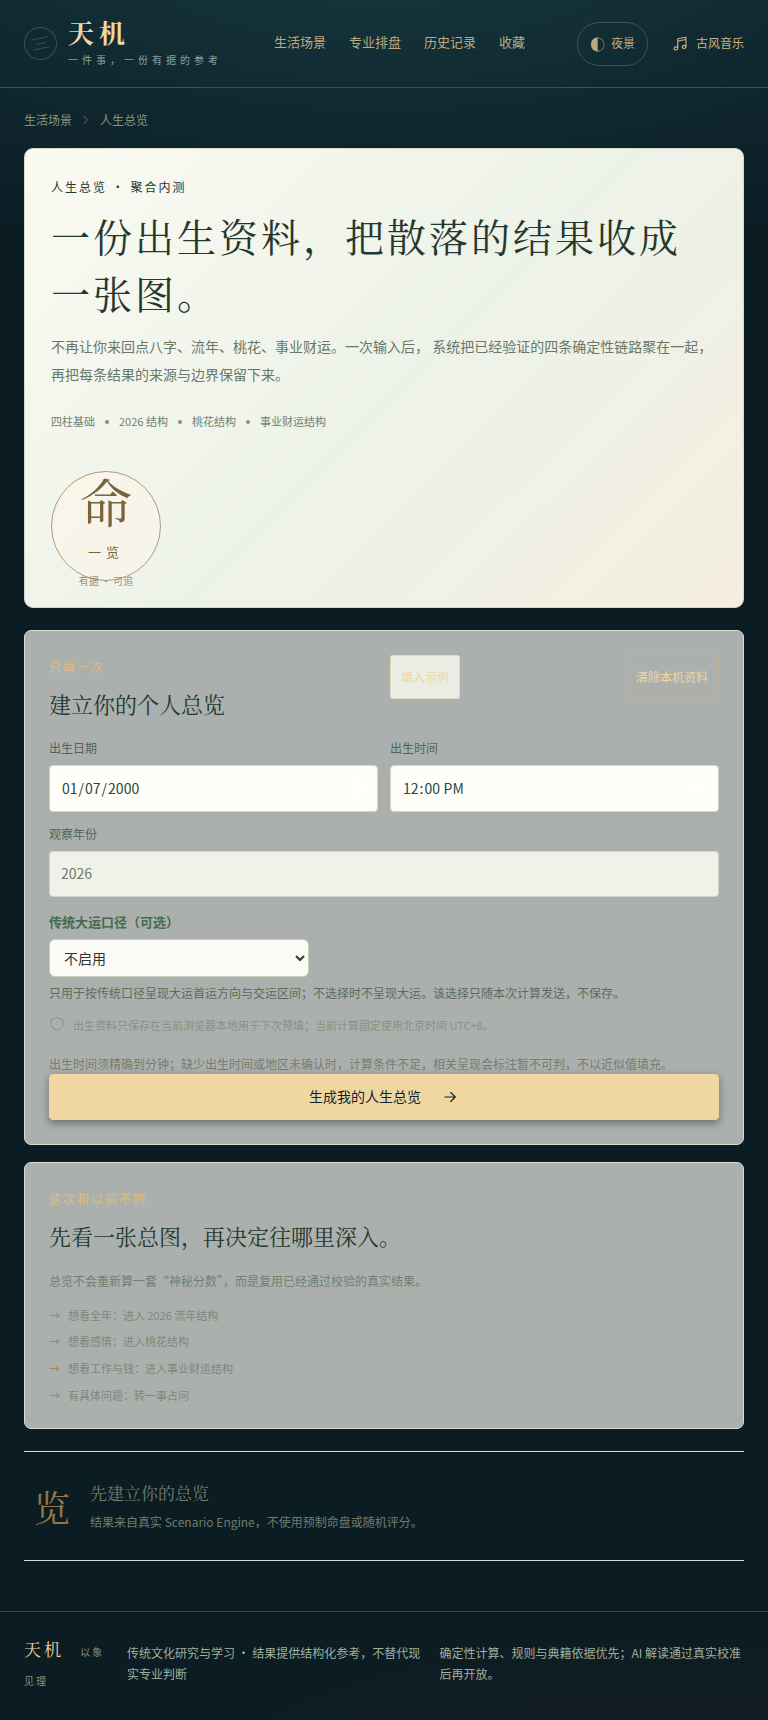 天机
一件事，一份有据的参考
生活场景 专业排盘 历史记录 收藏
夜景 古风音乐
生活场景 人生总览
人生总览 · 聚合内测
一份出生资料，把散落的结果收成
一张图。
不再让你来回点八字、流年、桃花、事业财运。一次输入后， 系统把已经验证的四条确定性链路聚在一起，
再把每条结果的来源与边界保留下来。
四柱基础 • 2026 结构 • 桃花结构 • 事业财运结构
命
一览
有据 · 可追
只填一次
填入示例
清除本机资料
建立你的个人总览
出生日期 出生时间
01/07/2000 12:00 PM
观察年份
2026
传统大运口径（可选）
不启用
只用于按传统口径呈现大运首运方向与交运区间；不选择时不呈现大运。该选择只随本次计算发送，不保存。
出生资料只保存在当前浏览器本地用于下次预填；当前计算固定使用北京时间 UTC+8。
出生时间须精确到分钟；缺少出生时间或地区未确认时，计算条件不足，相关呈现会标注暂不可判，不以近似值填充。
生成我的人生总览 →
这次和以前不同
先看一张总图，再决定往哪里深入。
总览不会重新算一套“神秘分数”，而是复用已经通过校验的真实结果。
→ 想看全年：进入 2026 流年结构
→ 想看感情：进入桃花结构
→ 想看工作与钱：进入事业财运结构
→ 有具体问题：转一事占问
览
先建立你的总览
结果来自真实 Scenario Engine，不使用预制命盘或随机评分。
天机 以象
见理
传统文化研究与学习 · 结果提供结构化参考，不替代现
实专业判断
确定性计算、规则与典籍依据优先；AI 解读通过真实校准
后再开放。